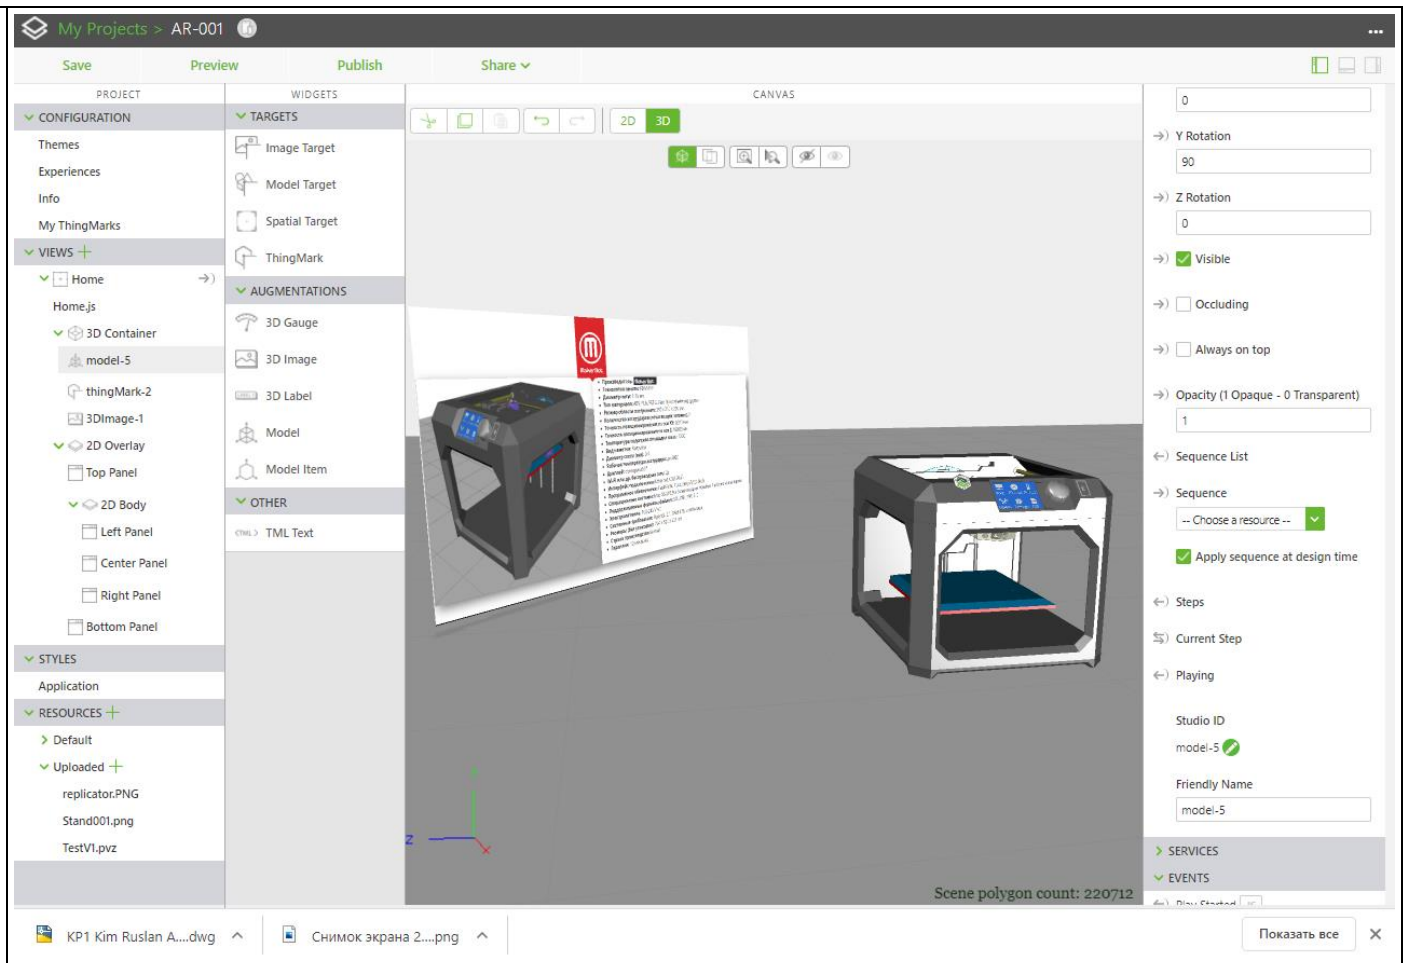 My Projects > AR-001
Save
Preview
Publish
Share
PROJECT
CONFIGURATION
Themes
Experiences
Info
My ThingMarks
VIEWS
Home
Home.js
3D Container
model-5
thingMark-2
3DImage-1
2D Overlay
Top Panel
2D Body
Left Panel
Center Panel
Right Panel
Bottom Panel
STYLES
Application
RESOURCES
Default
Uploaded
replicator.PNG
Stand001.png
TestV1.pvz
WIDGETS
TARGETS
Image Target
Model Target
Spatial Target
ThingMark
AUGMENTATIONS
3D Gauge
3D Image
3D Label
Model
Model Item
OTHER
TML Text
CANVAS
2D 3D
MakerBot
Z
Scene polygon count: 220712
0
Y Rotation
90
Z Rotation
0
Visible
Occluding
Always on top
Opacity (1 Opaque - 0 Transparent)
1
Sequence List
Sequence
-- Choose a resource --
Apply sequence at design time
Steps
Current Step
Playing
Studio ID
model-5
Friendly Name
model-5
SERVICES
EVENTS
Play Started
KP1 Kim Ruslan A....dwg
Снимок экрана 2....png
Показать все